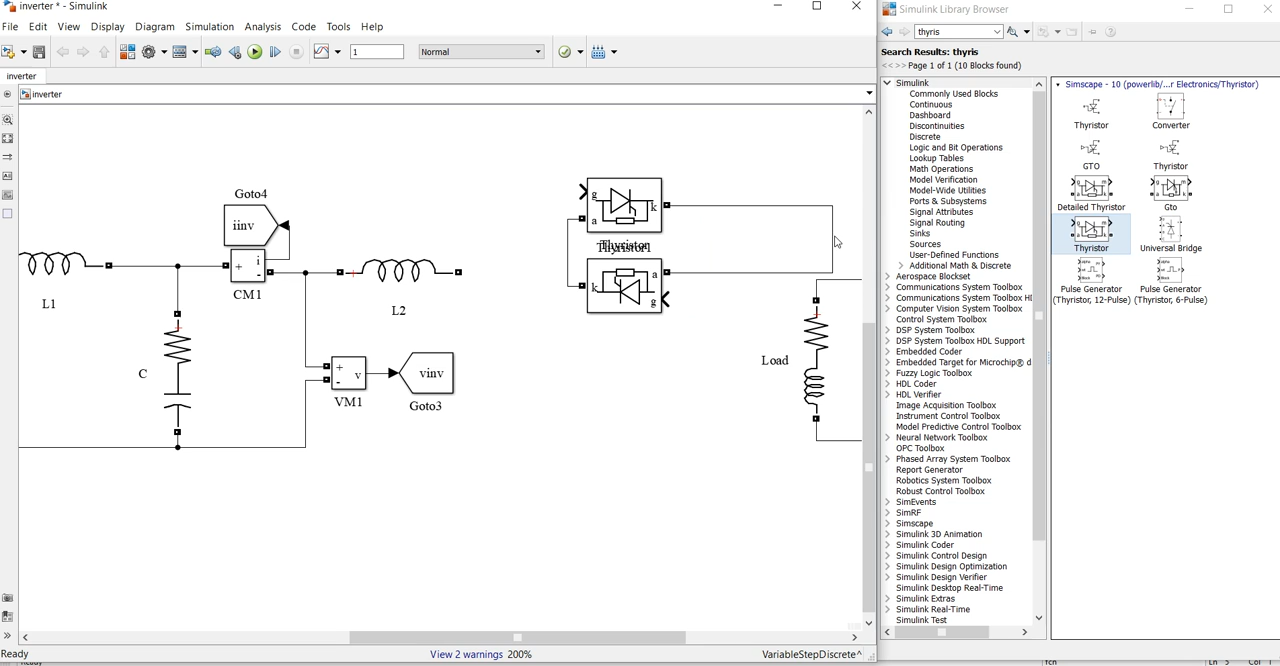 inverter * - Simulink
File Edit View Display Diagram Simulation Analysis Code Tools Help
1
Normal
inverter
inverter
Goto4
iinv
+
i
-
CM1
L1
L2
C
+
-
v
VM1
vinv
Goto3
g
a
k
Thyristor
Thyristor
k
a
g
Load
Ready
View 2 warnings 200%
VariableStepDiscrete^
Simulink Library Browser
thyris
Search Results: thyris
<< >> Page 1 of 1 (10 Blocks found)
Simulink
Commonly Used Blocks
Continuous
Dashboard
Discontinuities
Discrete
Logic and Bit Operations
Lookup Tables
Math Operations
Model Verification
Model-Wide Utilities
Ports & Subsystems
Signal Attributes
Signal Routing
Sinks
Sources
User-Defined Functions
Additional Math & Discrete
Aerospace Blockset
Communications System Toolbox
Communications System Toolbox HD
Computer Vision System Toolbox
Control System Toolbox
DSP System Toolbox
DSP System Toolbox HDL Support
Embedded Coder
Embedded Target for Microchip® d
Fuzzy Logic Toolbox
HDL Coder
HDL Verifier
Image Acquisition Toolbox
Instrument Control Toolbox
Model Predictive Control Toolbox
Neural Network Toolbox
OPC Toolbox
Phased Array System Toolbox
Report Generator
Robotics System Toolbox
Robust Control Toolbox
SimEvents
SimRF
Simscape
Simulink 3D Animation
Simulink Coder
Simulink Control Design
Simulink Design Optimization
Simulink Design Verifier
Simulink Desktop Real-Time
Simulink Extras
Simulink Real-Time
Simulink Test
Simscape - 10 (powerlib/...r Electronics/Thyristor)
Thyristor
Converter
GTO
Thyristor
Detailed Thyristor
Gto
Thyristor
Universal Bridge
Pulse Generator
(Thyristor, 12-Pulse)
Pulse Generator
(Thyristor, 6-Pulse)